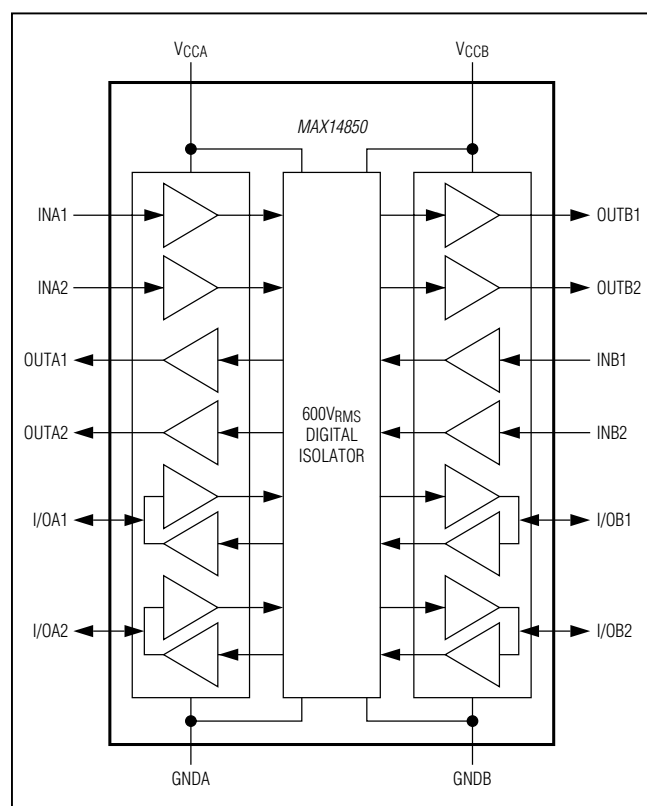 VCCA VCCB
MAX14850
INA1 OUTB1
INA2 OUTB2
OUTA1 INB1
OUTA2 INB2
600VRMS
DIGITAL
ISOLATOR
I/OA1 I/OB1
I/OA2 I/OB2
GNDA GNDB